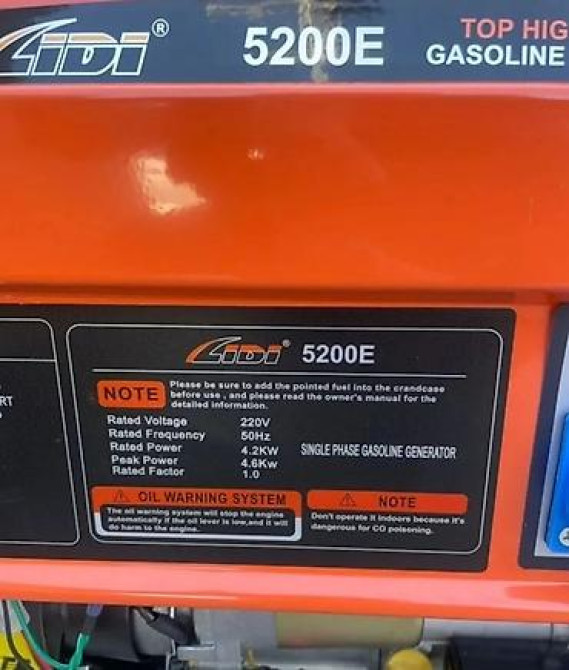 LIDI® 5200E TOP HIG
GASOLINE
RT
LIDI® 5200E
NOTE Please be sure to add the pointed fuel into the crandcase
before use , and please read the owner's manual for the
detailed information.
Rated Voltage 220V
Rated Frequency 50Hz
Rated Power 4.2KW
Peak Power 4.6Kw
Rated Factor 1.0
SINGLE PHASE GASOLINE GENERATOR
⚠ OIL WARNING SYSTEM
The oil warning system will stop the engine
automatically if the oil lever is low,and it will
do harm to the engine.
⚠ NOTE
Don't operate it indoors because it's
dangerous for CO poisoning.